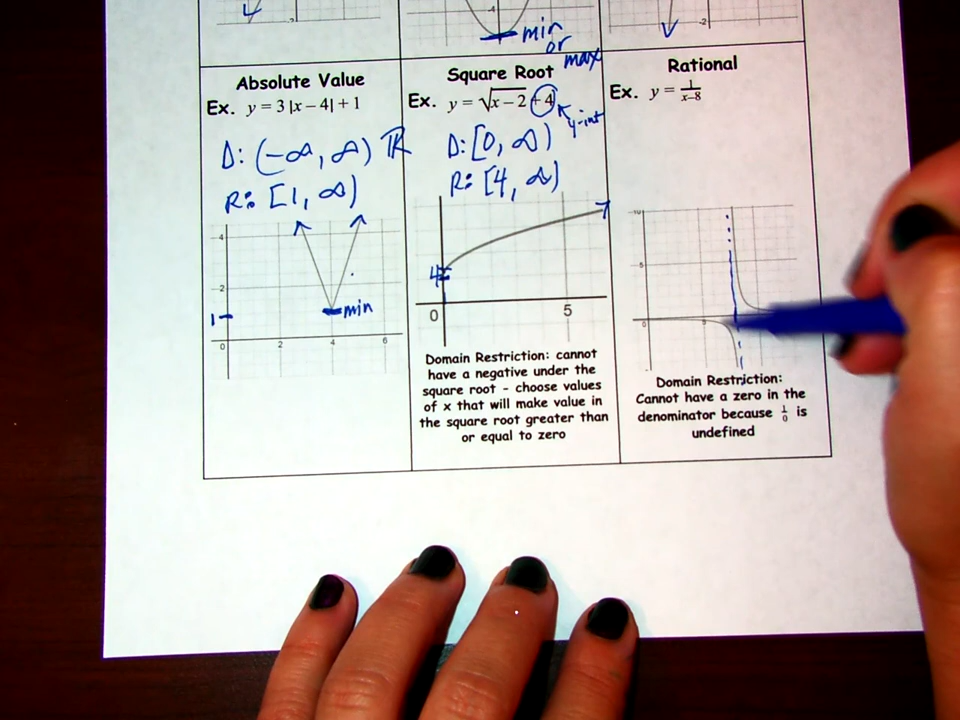 min
or
max
-4
-2
Absolute Value
Ex. y = 3|x – 4| + 1
D: (-∞, ∞) ℝ
R: [1, ∞)
4
2
1
min
0 2 4 6
Square Root
Ex. y = √x – 2 + 4
y-int
D: [0, ∞)
R: [4, ∞)
4
0 5
Domain Restriction: cannot
have a negative under the
square root - choose values
of x that will make value in
the square root greater than
or equal to zero
Rational
Ex. y = 1/x–8
10
5
0
Domain Restriction:
Cannot have a zero in the
denominator because 1/0 is
undefined